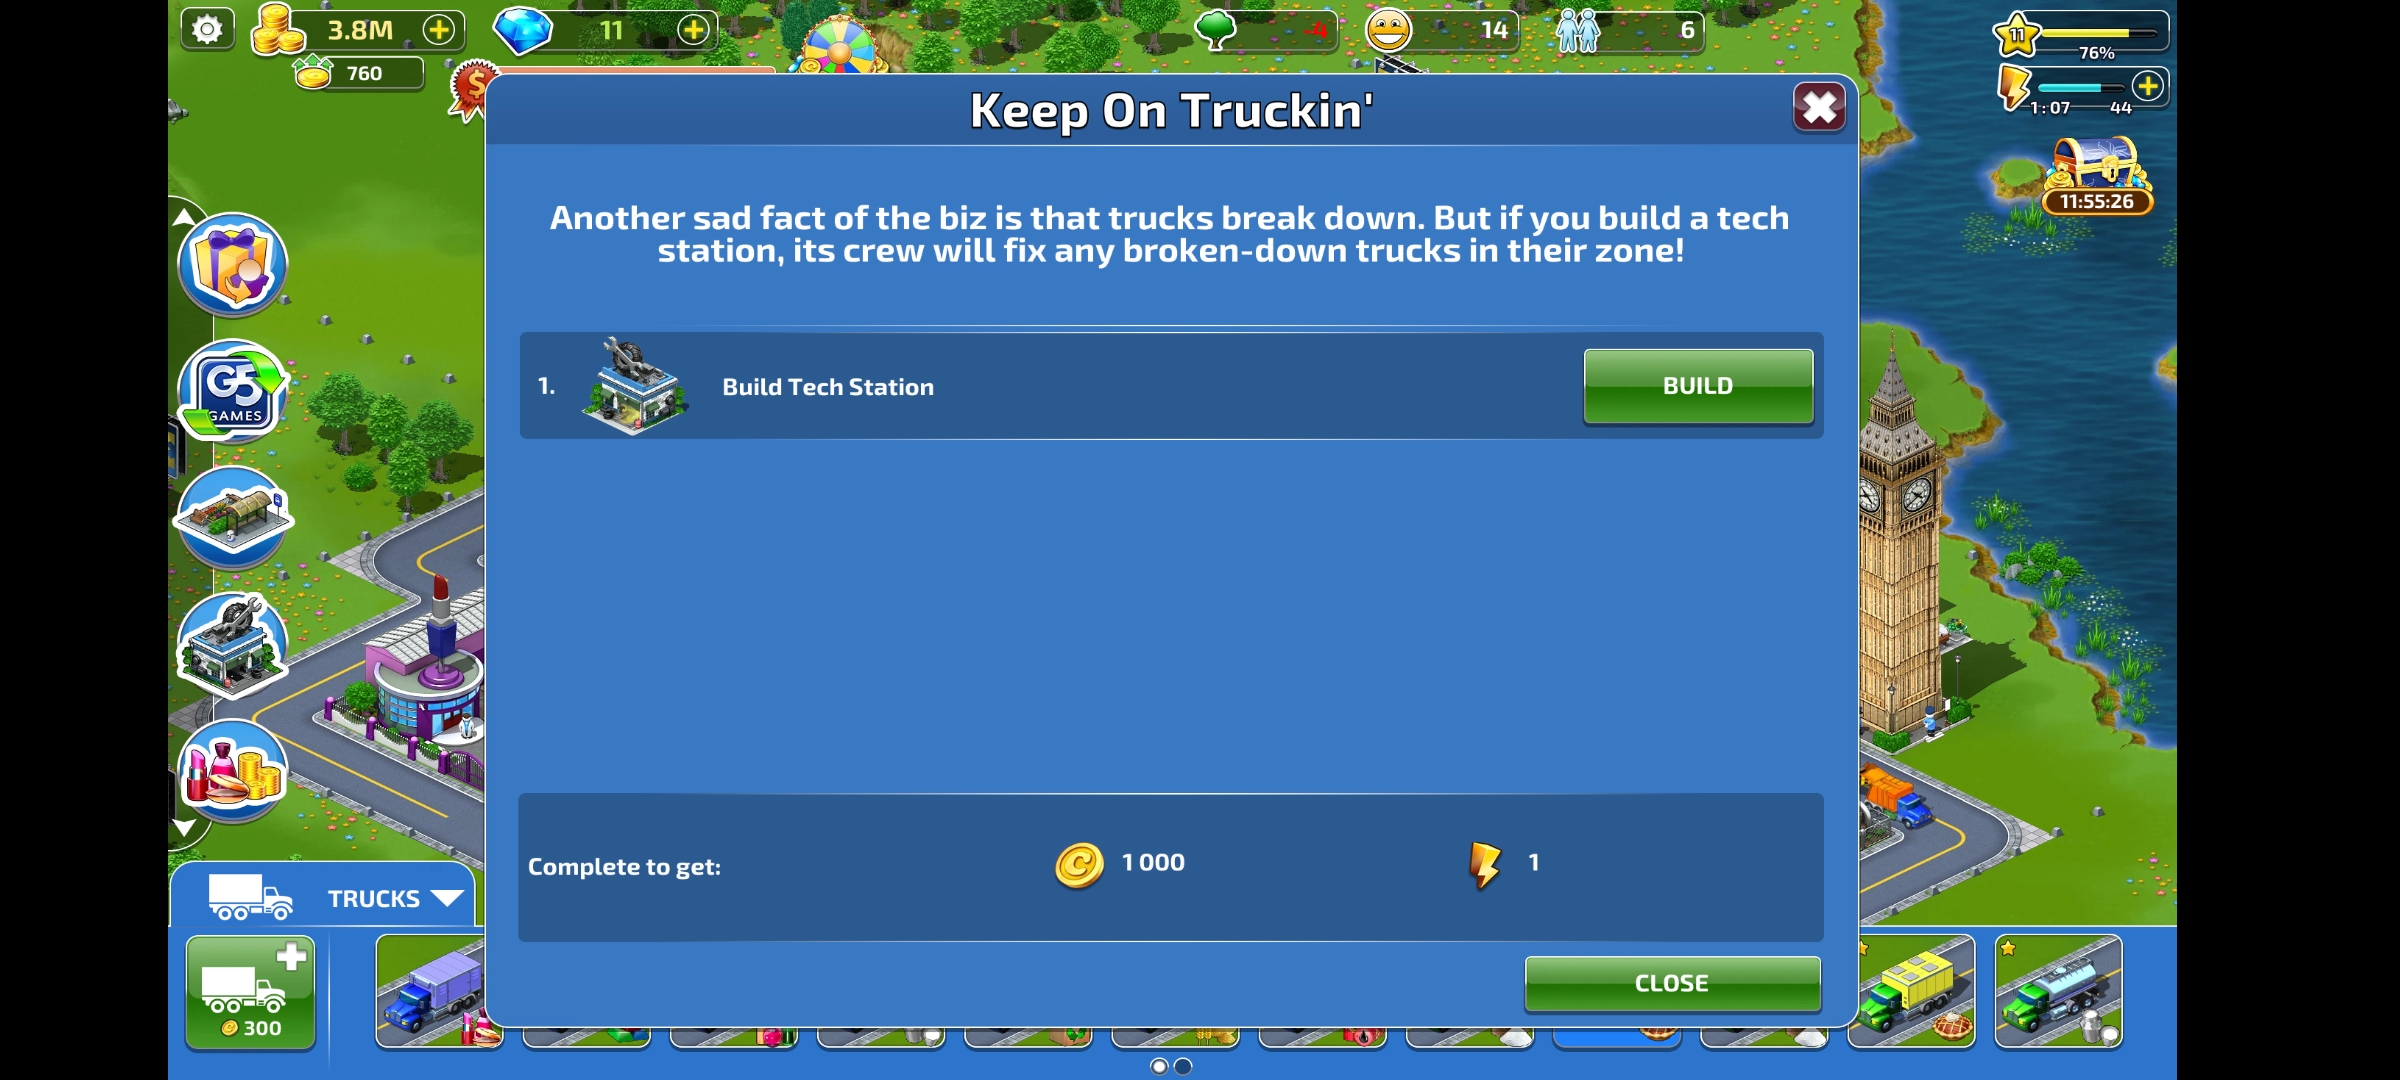 3.8M
11
-4
14
6
11
76%
760
1:07
44
Keep On Truckin'
11:55:26
Another sad fact of the biz is that trucks break down. But if you build a tech
station, its crew will fix any broken-down trucks in their zone!
G5
GAMES
1.
Build Tech Station
BUILD
Complete to get:
1 000
1
TRUCKS
CLOSE
300